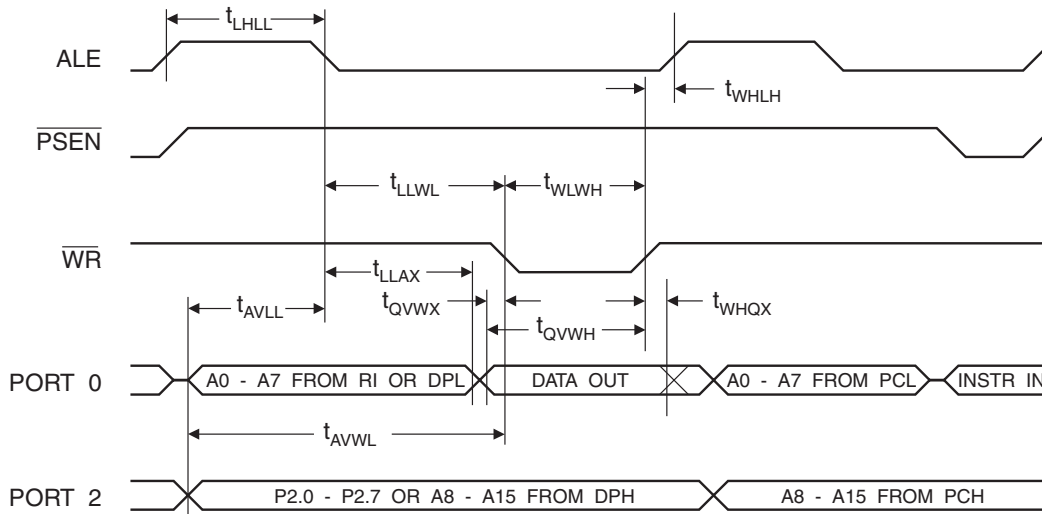 tLHLL
ALE
tWHLH
PSEN
tLLWL
tWLWH
WR
tLLAX
tQVWX
tWHQX
tAVLL
tQVWH
PORT 0
A0 - A7 FROM RI OR DPL
DATA OUT
A0 - A7 FROM PCL
INSTR IN
tAVWL
PORT 2
P2.0 - P2.7 OR A8 - A15 FROM DPH
A8 - A15 FROM PCH